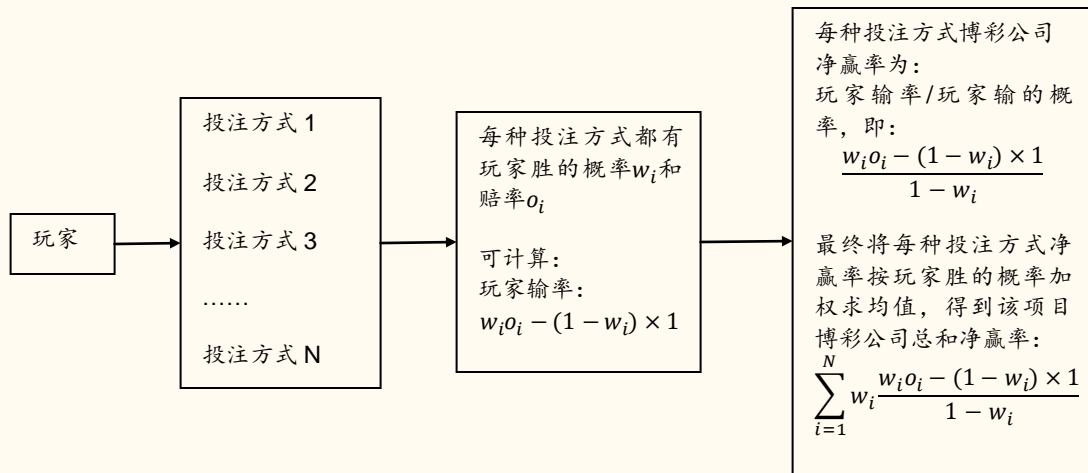 玩家
投注方式 1
投注方式 2
投注方式 3
……
投注方式 N
每种投注方式都有
玩家胜的概率wᵢ和
赔率oᵢ
可计算：
玩家输率：
wᵢoᵢ − (1 − wᵢ) × 1
每种投注方式博彩公司
净赢率为：
玩家输率/玩家输的概
率，即：
wᵢoᵢ − (1 − wᵢ) × 1
1 − wᵢ
最终将每种投注方式净
赢率按玩家胜的概率加
权求均值，得到该项目
博彩公司总和净赢率：
N
∑ wᵢ wᵢoᵢ − (1 − wᵢ) × 1
i=1 1 − wᵢ